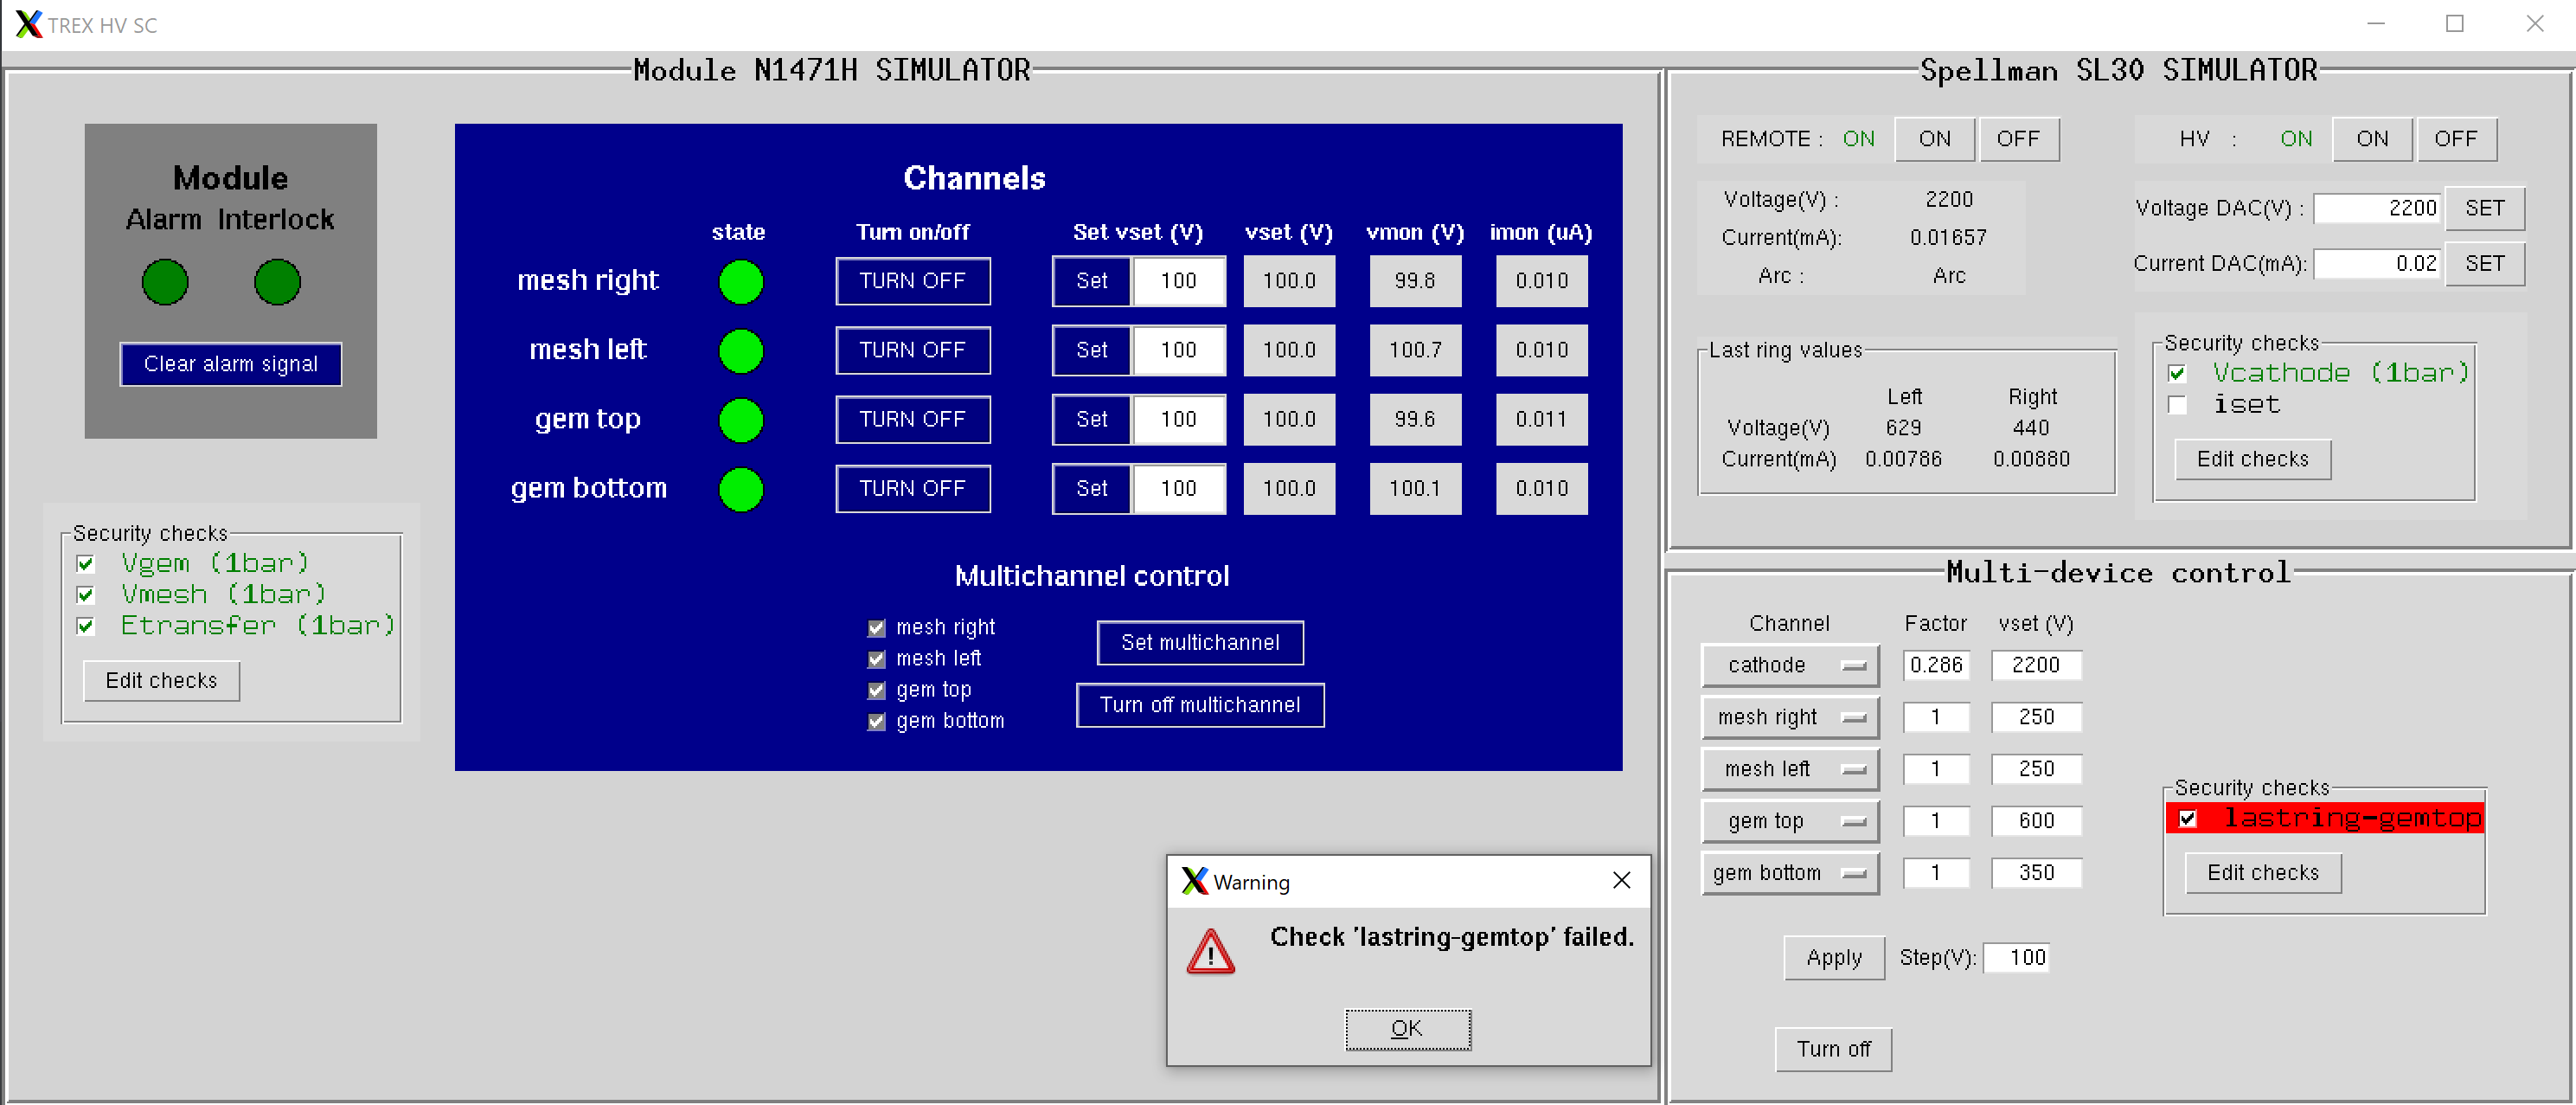 TREX HV SC
Module N1471H SIMULATOR
Module
Alarm Interlock
Clear alarm signal
Security checks
Vgem (1bar)
Vmesh (1bar)
Etransfer (1bar)
Edit checks
Channels
state Turn on/off Set vset (V) vset (V) vmon (V) imon (uA)
mesh right TURN OFF Set 100 100.0 99.8 0.010
mesh left TURN OFF Set 100 100.0 100.7 0.010
gem top TURN OFF Set 100 100.0 99.6 0.011
gem bottom TURN OFF Set 100 100.0 100.1 0.010
Multichannel control
mesh right
mesh left
gem top
gem bottom
Set multichannel
Turn off multichannel
Warning
Check 'lastring-gemtop' failed.
OK
Spellman SL30 SIMULATOR
REMOTE : ON ON OFF
HV : ON ON OFF
Voltage(V) : 2200
Current(mA): 0.01657
Arc : Arc
Voltage DAC(V) : 2200 SET
Current DAC(mA): 0.02 SET
Last ring values
Left Right
Voltage(V) 629 440
Current(mA) 0.00786 0.00880
Security checks
Vcathode (1bar)
iset
Edit checks
Multi-device control
Channel Factor vset (V)
cathode 0.286 2200
mesh right 1 250
mesh left 1 250
gem top 1 600
gem bottom 1 350
Security checks
lastring-gemtop
Edit checks
Apply Step(V): 100
Turn off